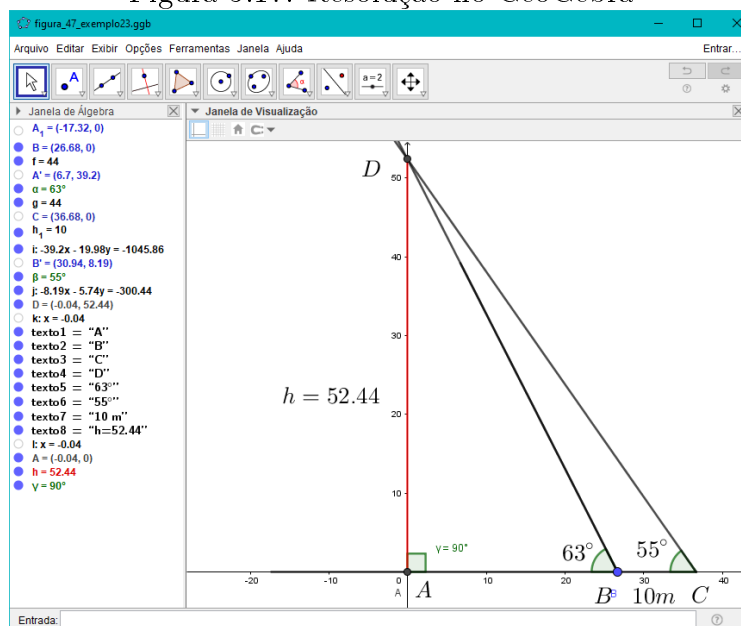 Figura 3.17: Resolução no GeoGebra
figura_47_exemplo23.ggb
Arquivo Editar Exibir Opções Ferramentas Janela Ajuda
Entrar...
A
a=2
Janela de Álgebra
A₁ = (-17.32, 0)
B = (26.68, 0)
f = 44
A' = (6.7, 39.2)
α = 63°
g = 44
C = (36.68, 0)
h₁ = 10
i: -39.2x - 19.98y = -1045.86
B' = (30.94, 8.19)
β = 55°
j: -8.19x - 5.74y = -300.44
D = (-0.04, 52.44)
k: x = -0.04
texto1 = “A”
texto2 = “B”
texto3 = “C”
texto4 = “D”
texto5 = “63°”
texto6 = “55°”
texto7 = “10 m”
texto8 = “h=52.44”
l: x = -0.04
A = (-0.04, 0)
h = 52.44
γ = 90°
Janela de Visualização
D
50
40
30
h = 52.44
20
10
γ = 90°
63°
55°
-20 -10 0 10 20 30 40
A A B B 10m C
Entrada: